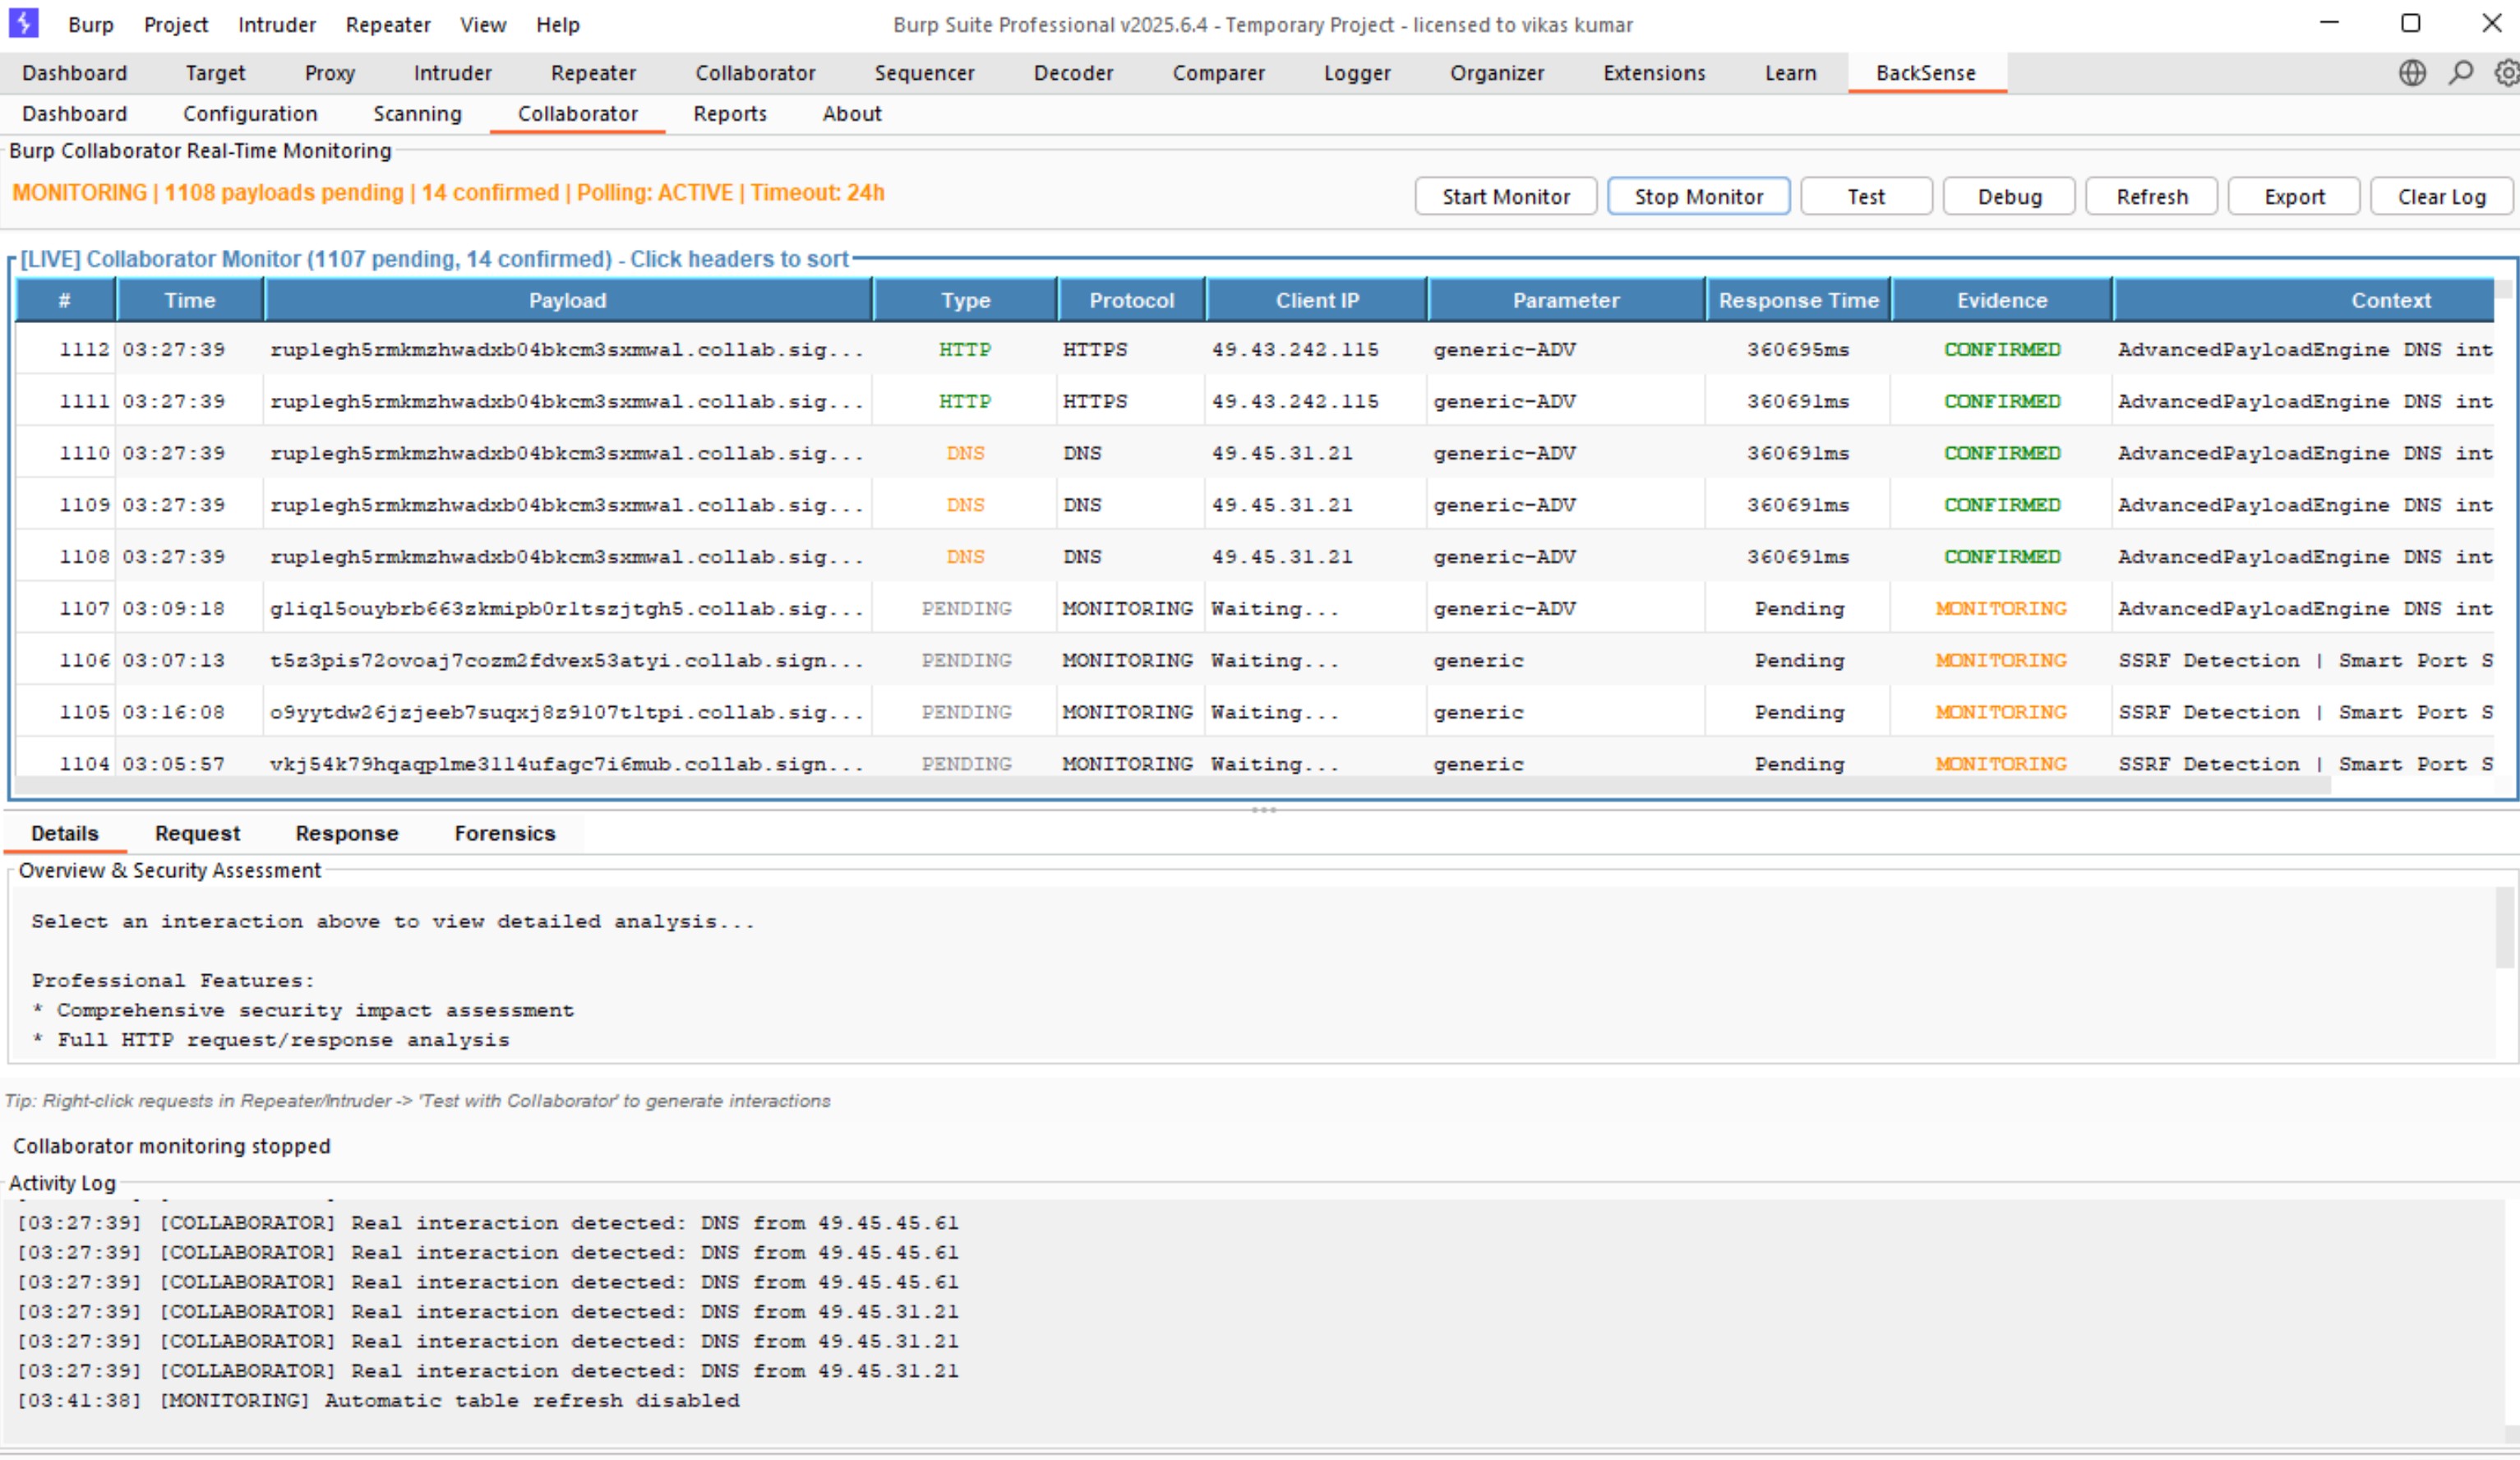 Burp Project Intruder Repeater View Help Burp Suite Professional v2025.6.4 - Temporary Project - licensed to vikas kumar
Dashboard Target Proxy Intruder Repeater Collaborator Sequencer Decoder Comparer Logger Organizer Extensions Learn BackSense
Dashboard Configuration Scanning Collaborator Reports About
Burp Collaborator Real-Time Monitoring
MONITORING | 1108 payloads pending | 14 confirmed | Polling: ACTIVE | Timeout: 24h Start Monitor Stop Monitor Test Debug Refresh Export Clear Log
[LIVE] Collaborator Monitor (1107 pending, 14 confirmed) - Click headers to sort
# Time Payload Type Protocol Client IP Parameter Response Time Evidence Context
1112 03:27:39 ruplegh5rmkmzhwadxb04bkcm3sxmwal.collab.sig... HTTP HTTPS 49.43.242.115 generic-ADV 360695ms CONFIRMED AdvancedPayloadEngine DNS int
1111 03:27:39 ruplegh5rmkmzhwadxb04bkcm3sxmwal.collab.sig... HTTP HTTPS 49.43.242.115 generic-ADV 360691ms CONFIRMED AdvancedPayloadEngine DNS int
1110 03:27:39 ruplegh5rmkmzhwadxb04bkcm3sxmwal.collab.sig... DNS DNS 49.45.31.21 generic-ADV 360691ms CONFIRMED AdvancedPayloadEngine DNS int
1109 03:27:39 ruplegh5rmkmzhwadxb04bkcm3sxmwal.collab.sig... DNS DNS 49.45.31.21 generic-ADV 360691ms CONFIRMED AdvancedPayloadEngine DNS int
1108 03:27:39 ruplegh5rmkmzhwadxb04bkcm3sxmwal.collab.sig... DNS DNS 49.45.31.21 generic-ADV 360691ms CONFIRMED AdvancedPayloadEngine DNS int
1107 03:09:18 gliql5ouybrb663zkmipb0rltszjtgh5.collab.sig... PENDING MONITORING Waiting... generic-ADV Pending MONITORING AdvancedPayloadEngine DNS int
1106 03:07:13 t5z3pis72ovoaj7cozm2fdvex53atyi.collab.sign... PENDING MONITORING Waiting... generic Pending MONITORING SSRF Detection | Smart Port S
1105 03:16:08 o9yytdw26jzjeeb7suqxj8z9l07tltpi.collab.sig... PENDING MONITORING Waiting... generic Pending MONITORING SSRF Detection | Smart Port S
1104 03:05:57 vkj54k79hqaqplme3l14ufagc7i6mub.collab.sign... PENDING MONITORING Waiting... generic Pending MONITORING SSRF Detection | Smart Port S
Details Request Response Forensics
Overview & Security Assessment
Select an interaction above to view detailed analysis...
Professional Features:
* Comprehensive security impact assessment
* Full HTTP request/response analysis
Tip: Right-click requests in Repeater/Intruder -> 'Test with Collaborator' to generate interactions
Collaborator monitoring stopped
Activity Log
[03:27:39] [COLLABORATOR] Real interaction detected: DNS from 49.45.45.61
[03:27:39] [COLLABORATOR] Real interaction detected: DNS from 49.45.45.61
[03:27:39] [COLLABORATOR] Real interaction detected: DNS from 49.45.45.61
[03:27:39] [COLLABORATOR] Real interaction detected: DNS from 49.45.31.21
[03:27:39] [COLLABORATOR] Real interaction detected: DNS from 49.45.31.21
[03:27:39] [COLLABORATOR] Real interaction detected: DNS from 49.45.31.21
[03:41:38] [MONITORING] Automatic table refresh disabled